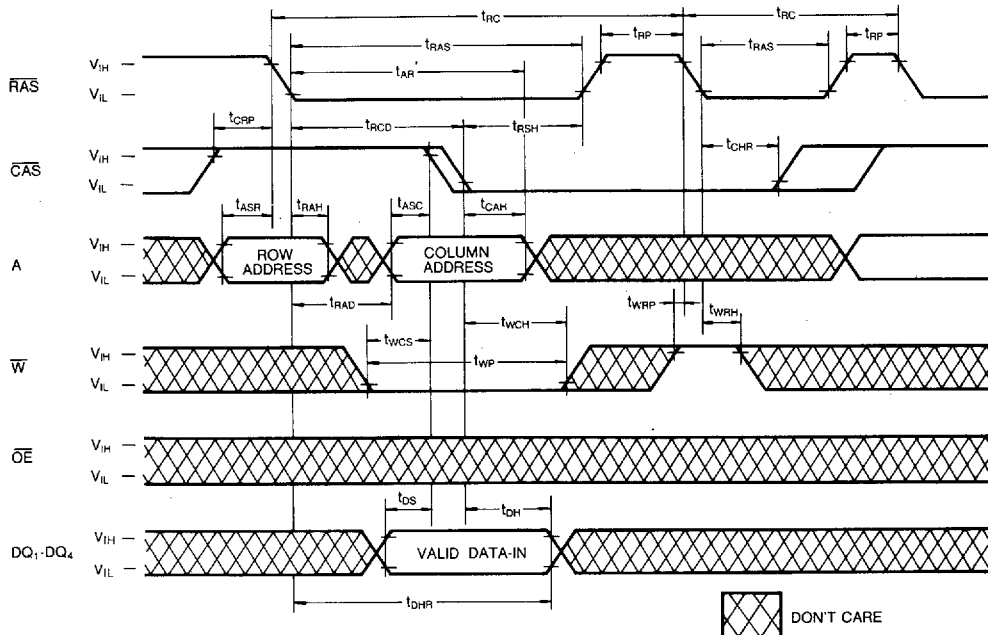 tRC tRC
tRAS tRP tRAS tRP
tAR'
RAS VIH
VIL
tCRP tRCD tRSH tCHR
CAS VIH
VIL
tASR tRAH tASC tCAH
A VIH
VIL
ROW ADDRESS
COLUMN ADDRESS
tRAD tWCH tWRP tWRH
tWCS tWP
W VIH
VIL
OE VIH
VIL
tDS tDH
DQ1-DQ4 VIH
VIL
VALID DATA-IN
tDHR
DON'T CARE